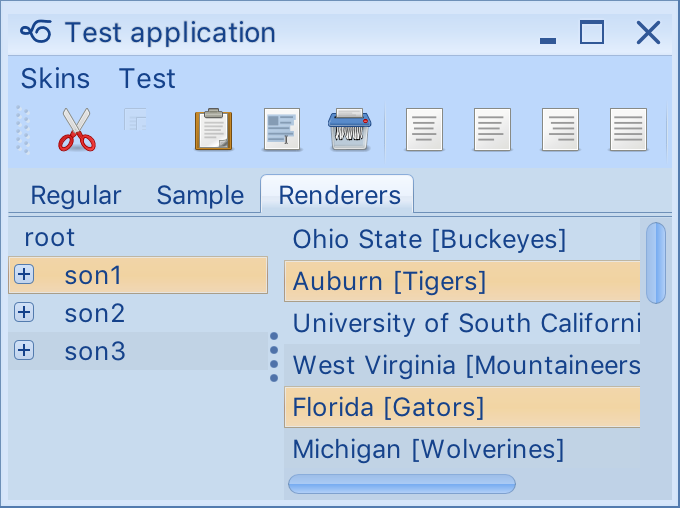 Test application
Skins Test
Regular Sample Renderers
root
son1
son2
son3
Ohio State [Buckeyes]
Auburn [Tigers]
University of South Californi
West Virginia [Mountaineers
Florida [Gators]
Michigan [Wolverines]